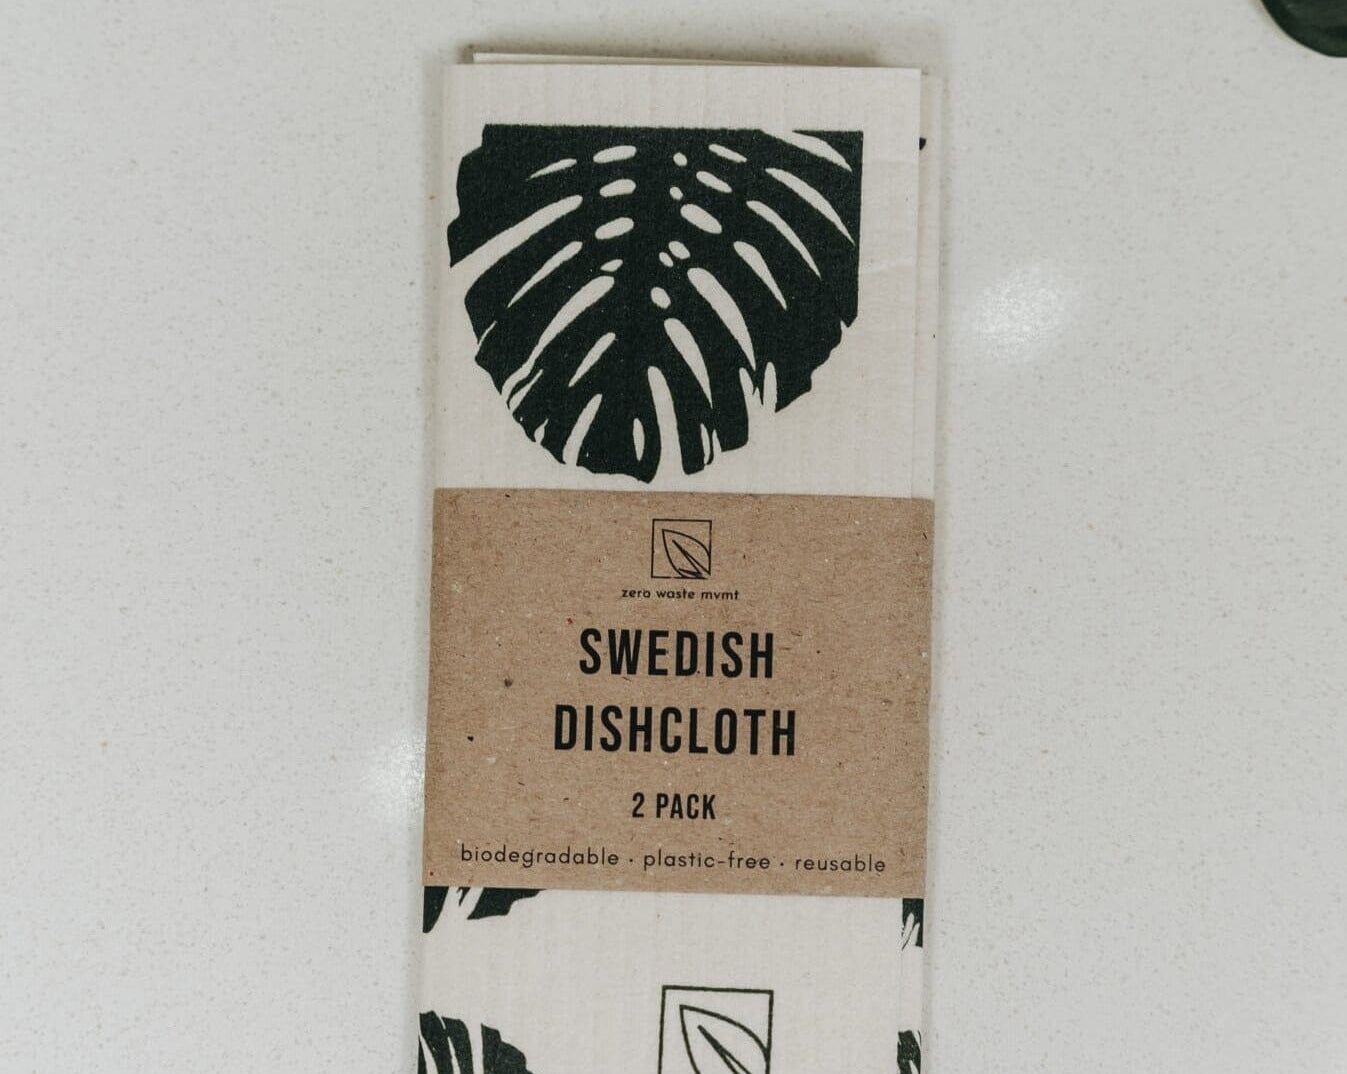 zero waste mvmt
SWEDISH
DISHCLOTH
2 PACK
biodegradable · plastic-free · reusable